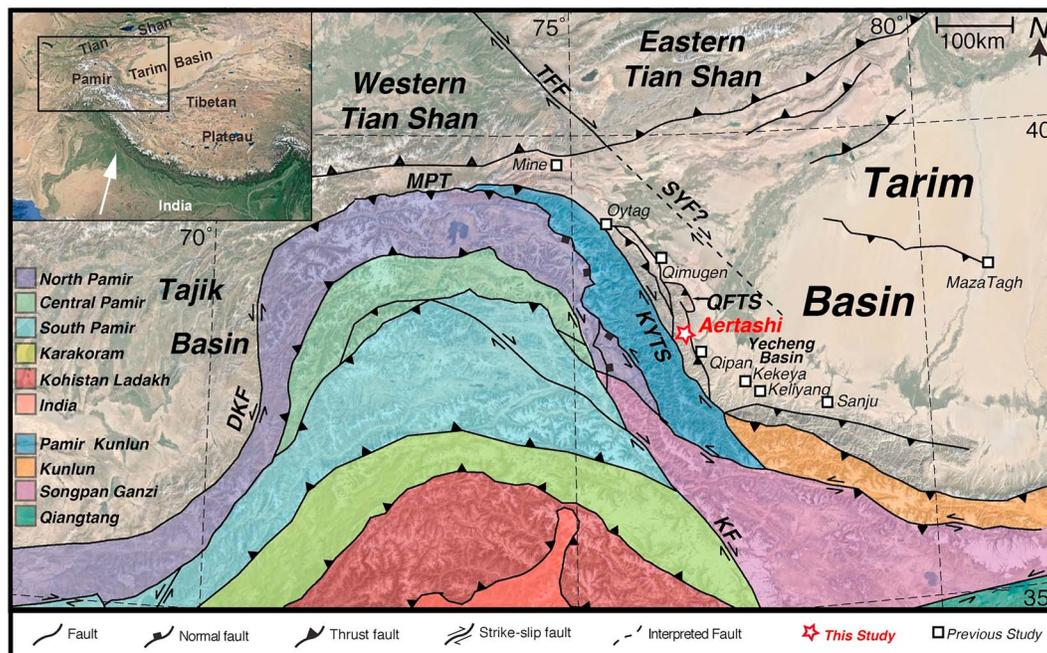 Tian Shan
Pamir
Tarim Basin
Tibetan
Plateau
India
75°
80°
100km
N
Western
Tian Shan
Eastern
Tian Shan
TFF
40
Mine
MPT
SYF?
Tarim
Oytag
70°
Qimugen
MazaTagh
North Pamir
Central Pamir
South Pamir
Karakoram
Kohistan Ladakh
India
Pamir Kunlun
Kunlun
Songpan Ganzi
Qiangtang
Tajik
Basin
QFTS
Basin
KYTS
Aertashi
Yecheng
Basin
Qipan
Kekeya
Keliyang
Sanju
DKF
KF
35
Fault
Normal fault
Thrust fault
Strike-slip fault
Interpreted Fault
This Study
Previous Study